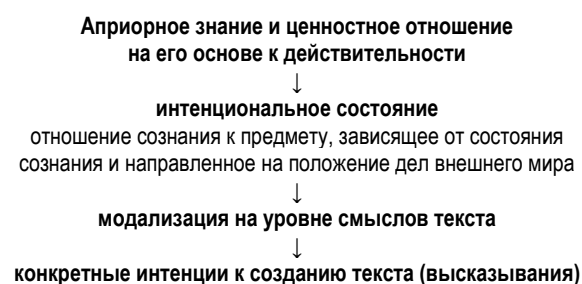 Априорное знание и ценностное отношение
на его основе к действительности
↓
интенциональное состояние
отношение сознания к предмету, зависящее от состояния
сознания и направленное на положение дел внешнего мира
↓
модализация на уровне смыслов текста
↓
конкретные интенции к созданию текста (высказывания)